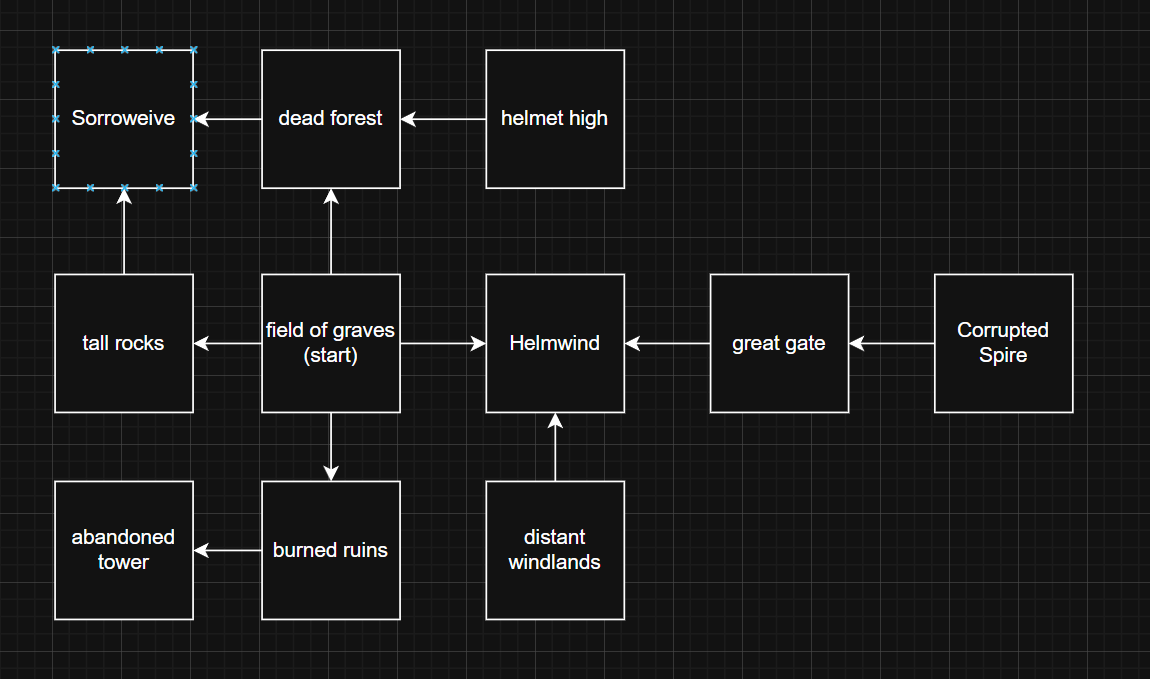 Sorroweive
dead forest
helmet high
tall rocks
field of graves
(start)
Helmwind
great gate
Corrupted
Spire
abandoned
tower
burned ruins
distant
windlands